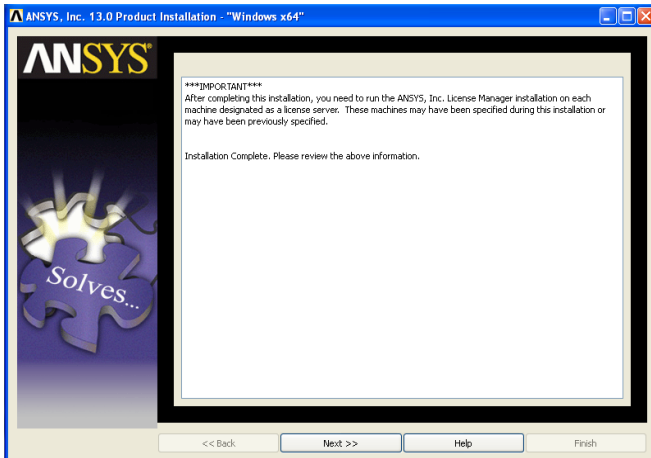 ANSYS, Inc. 13.0 Product Installation - "Windows x64"
ANSYS®
***IMPORTANT***
After completing this installation, you need to run the ANSYS, Inc. License Manager installation on each
machine designated as a license server.  These machines may have been specified during this installation or
may have been previously specified.
Installation Complete. Please review the above information.
Solves...
<< Back
Next >>
Help
Finish